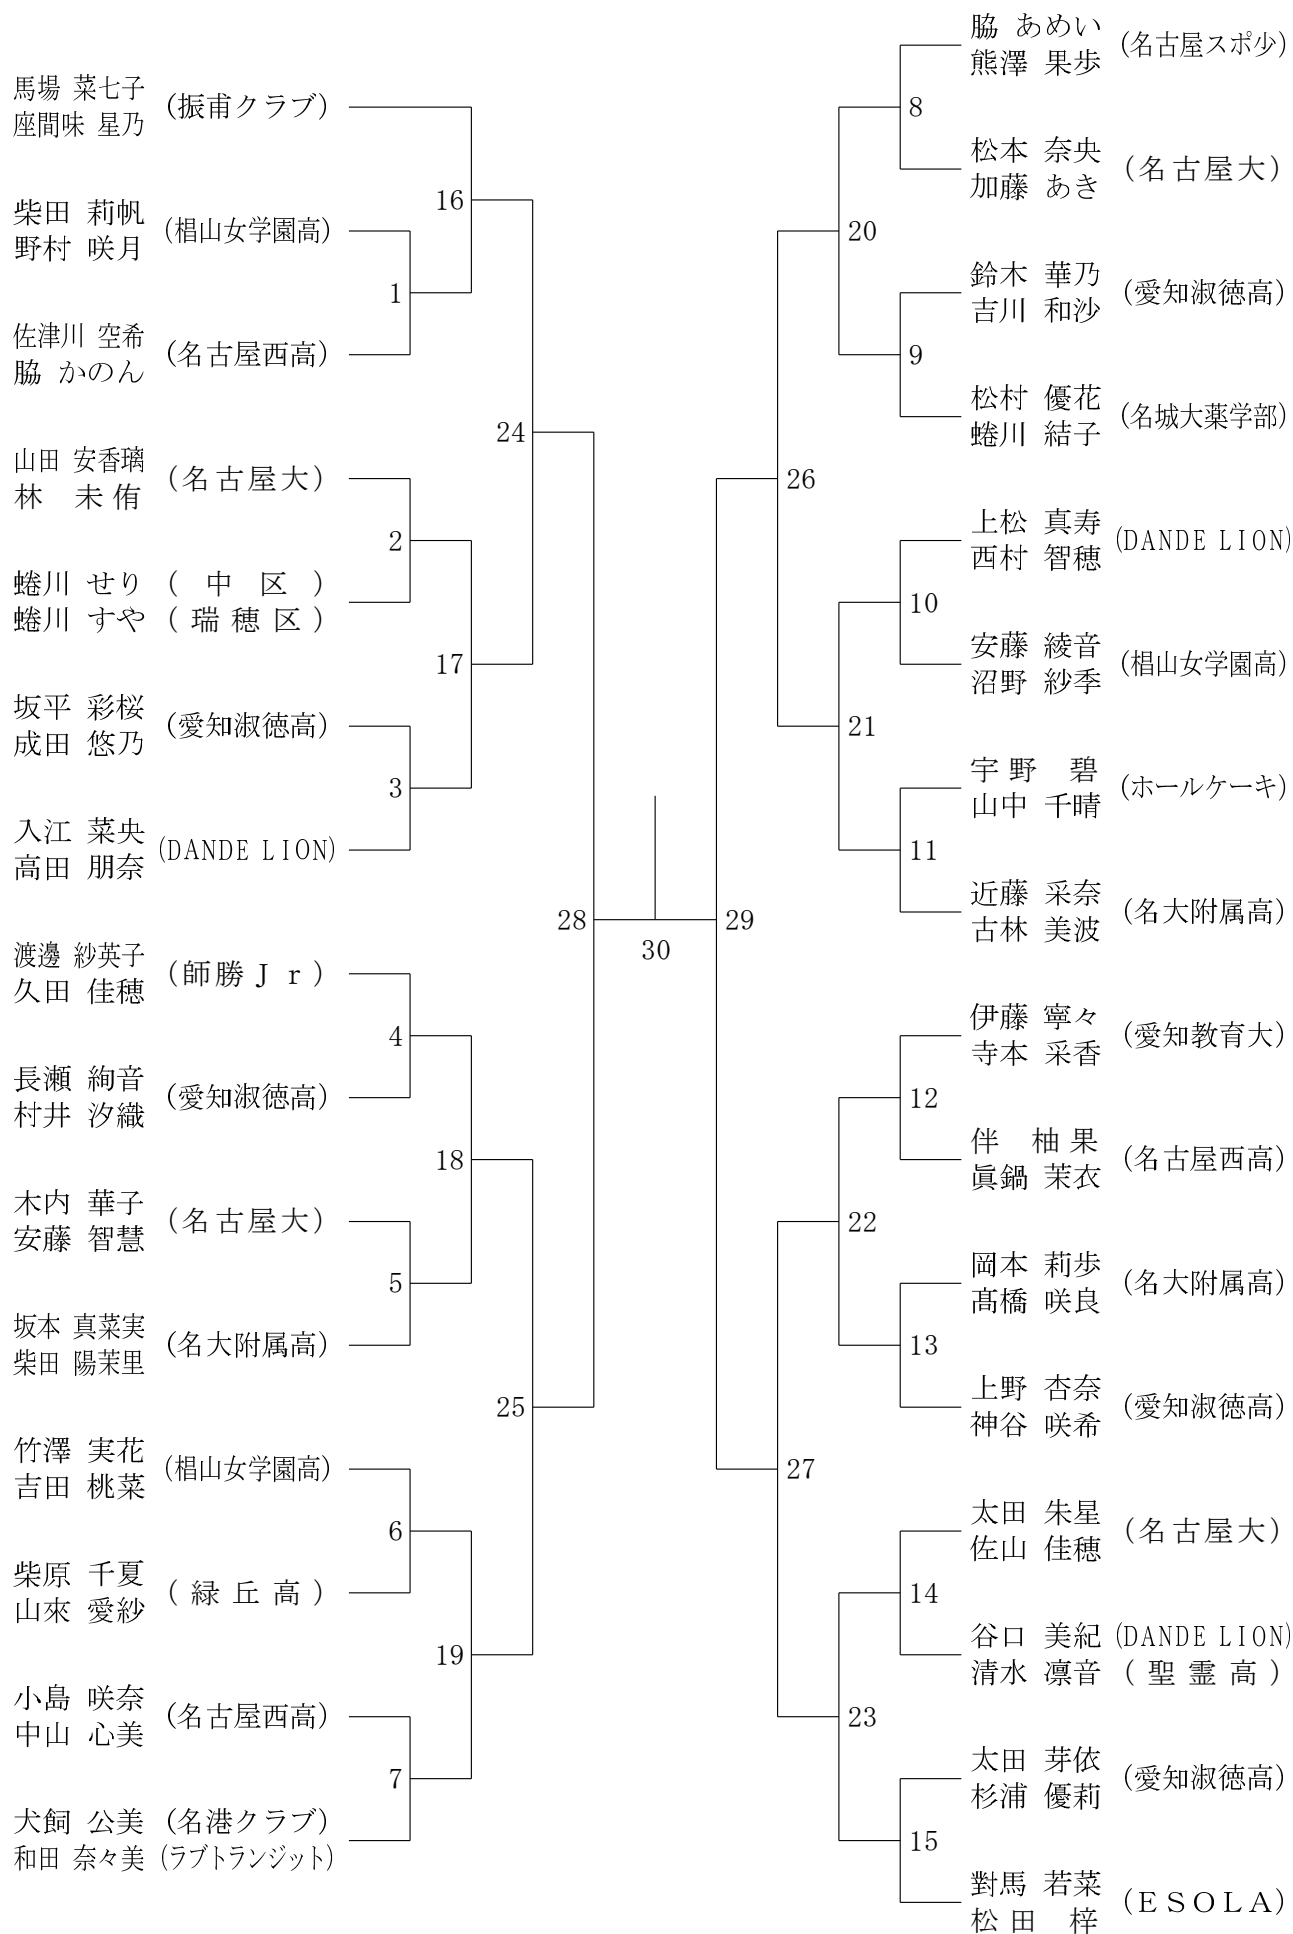 馬場 菜七子
座間味 星乃
(振甫クラブ)
柴田 莉帆
野村 咲月
(椙山女学園高)
佐津川 空希
脇 かのん
(名古屋西高)
山田 安香璃
林 未侑
(名古屋大)
蜷川 せり (中区)
蜷川 すや (瑞穂区)
坂平 彩桜
成田 悠乃
(愛知淑徳高)
入江 菜央
高田 朋奈
(DANDE LION)
渡邊 紗英子
久田 佳穂
(師勝Jr)
長瀬 絢音
村井 汐織
(愛知淑徳高)
木内 華子
安藤 智慧
(名古屋大)
坂本 真菜実
柴田 陽茉里
(名大附属高)
竹澤 実花
吉田 桃菜
(椙山女学園高)
柴原 千夏
山來 愛紗
(緑丘高)
小島 咲奈
中山 心美
(名古屋西高)
犬飼 公美 (名港クラブ)
和田 奈々美 (ラブトランジット)
1
2
3
4
5
6
7
16
17
18
19
24
25
28
30
29
26
27
20
21
22
23
8
9
10
11
12
13
14
15
脇 あめい
熊澤 果歩
(名古屋スポ少)
松本 奈央
加藤 あき
(名古屋大)
鈴木 華乃
吉川 和沙
(愛知淑徳高)
松村 優花
蜷川 結子
(名城大薬学部)
上松 真寿
西村 智穂
(DANDE LION)
安藤 綾音
沼野 紗季
(椙山女学園高)
宇野 碧
山中 千晴
(ホールケーキ)
近藤 采奈
古林 美波
(名大附属高)
伊藤 寧々
寺本 采香
(愛知教育大)
伴 柚果
眞鍋 茉衣
(名古屋西高)
岡本 莉歩
髙橋 咲良
(名大附属高)
上野 杏奈
神谷 咲希
(愛知淑徳高)
太田 朱星
佐山 佳穂
(名古屋大)
谷口 美紀 (DANDE LION)
清水 凛音 (聖霊高)
太田 芽依
杉浦 優莉
(愛知淑徳高)
對馬 若菜
松田 梓
(ESOLA)